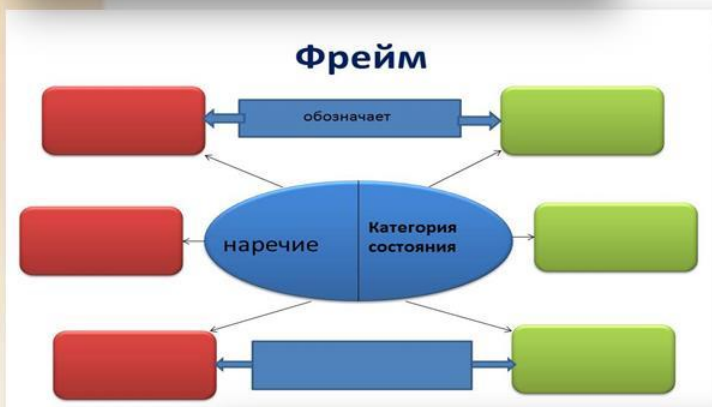 Фрейм
обозначает
наречие
Категория
состояния